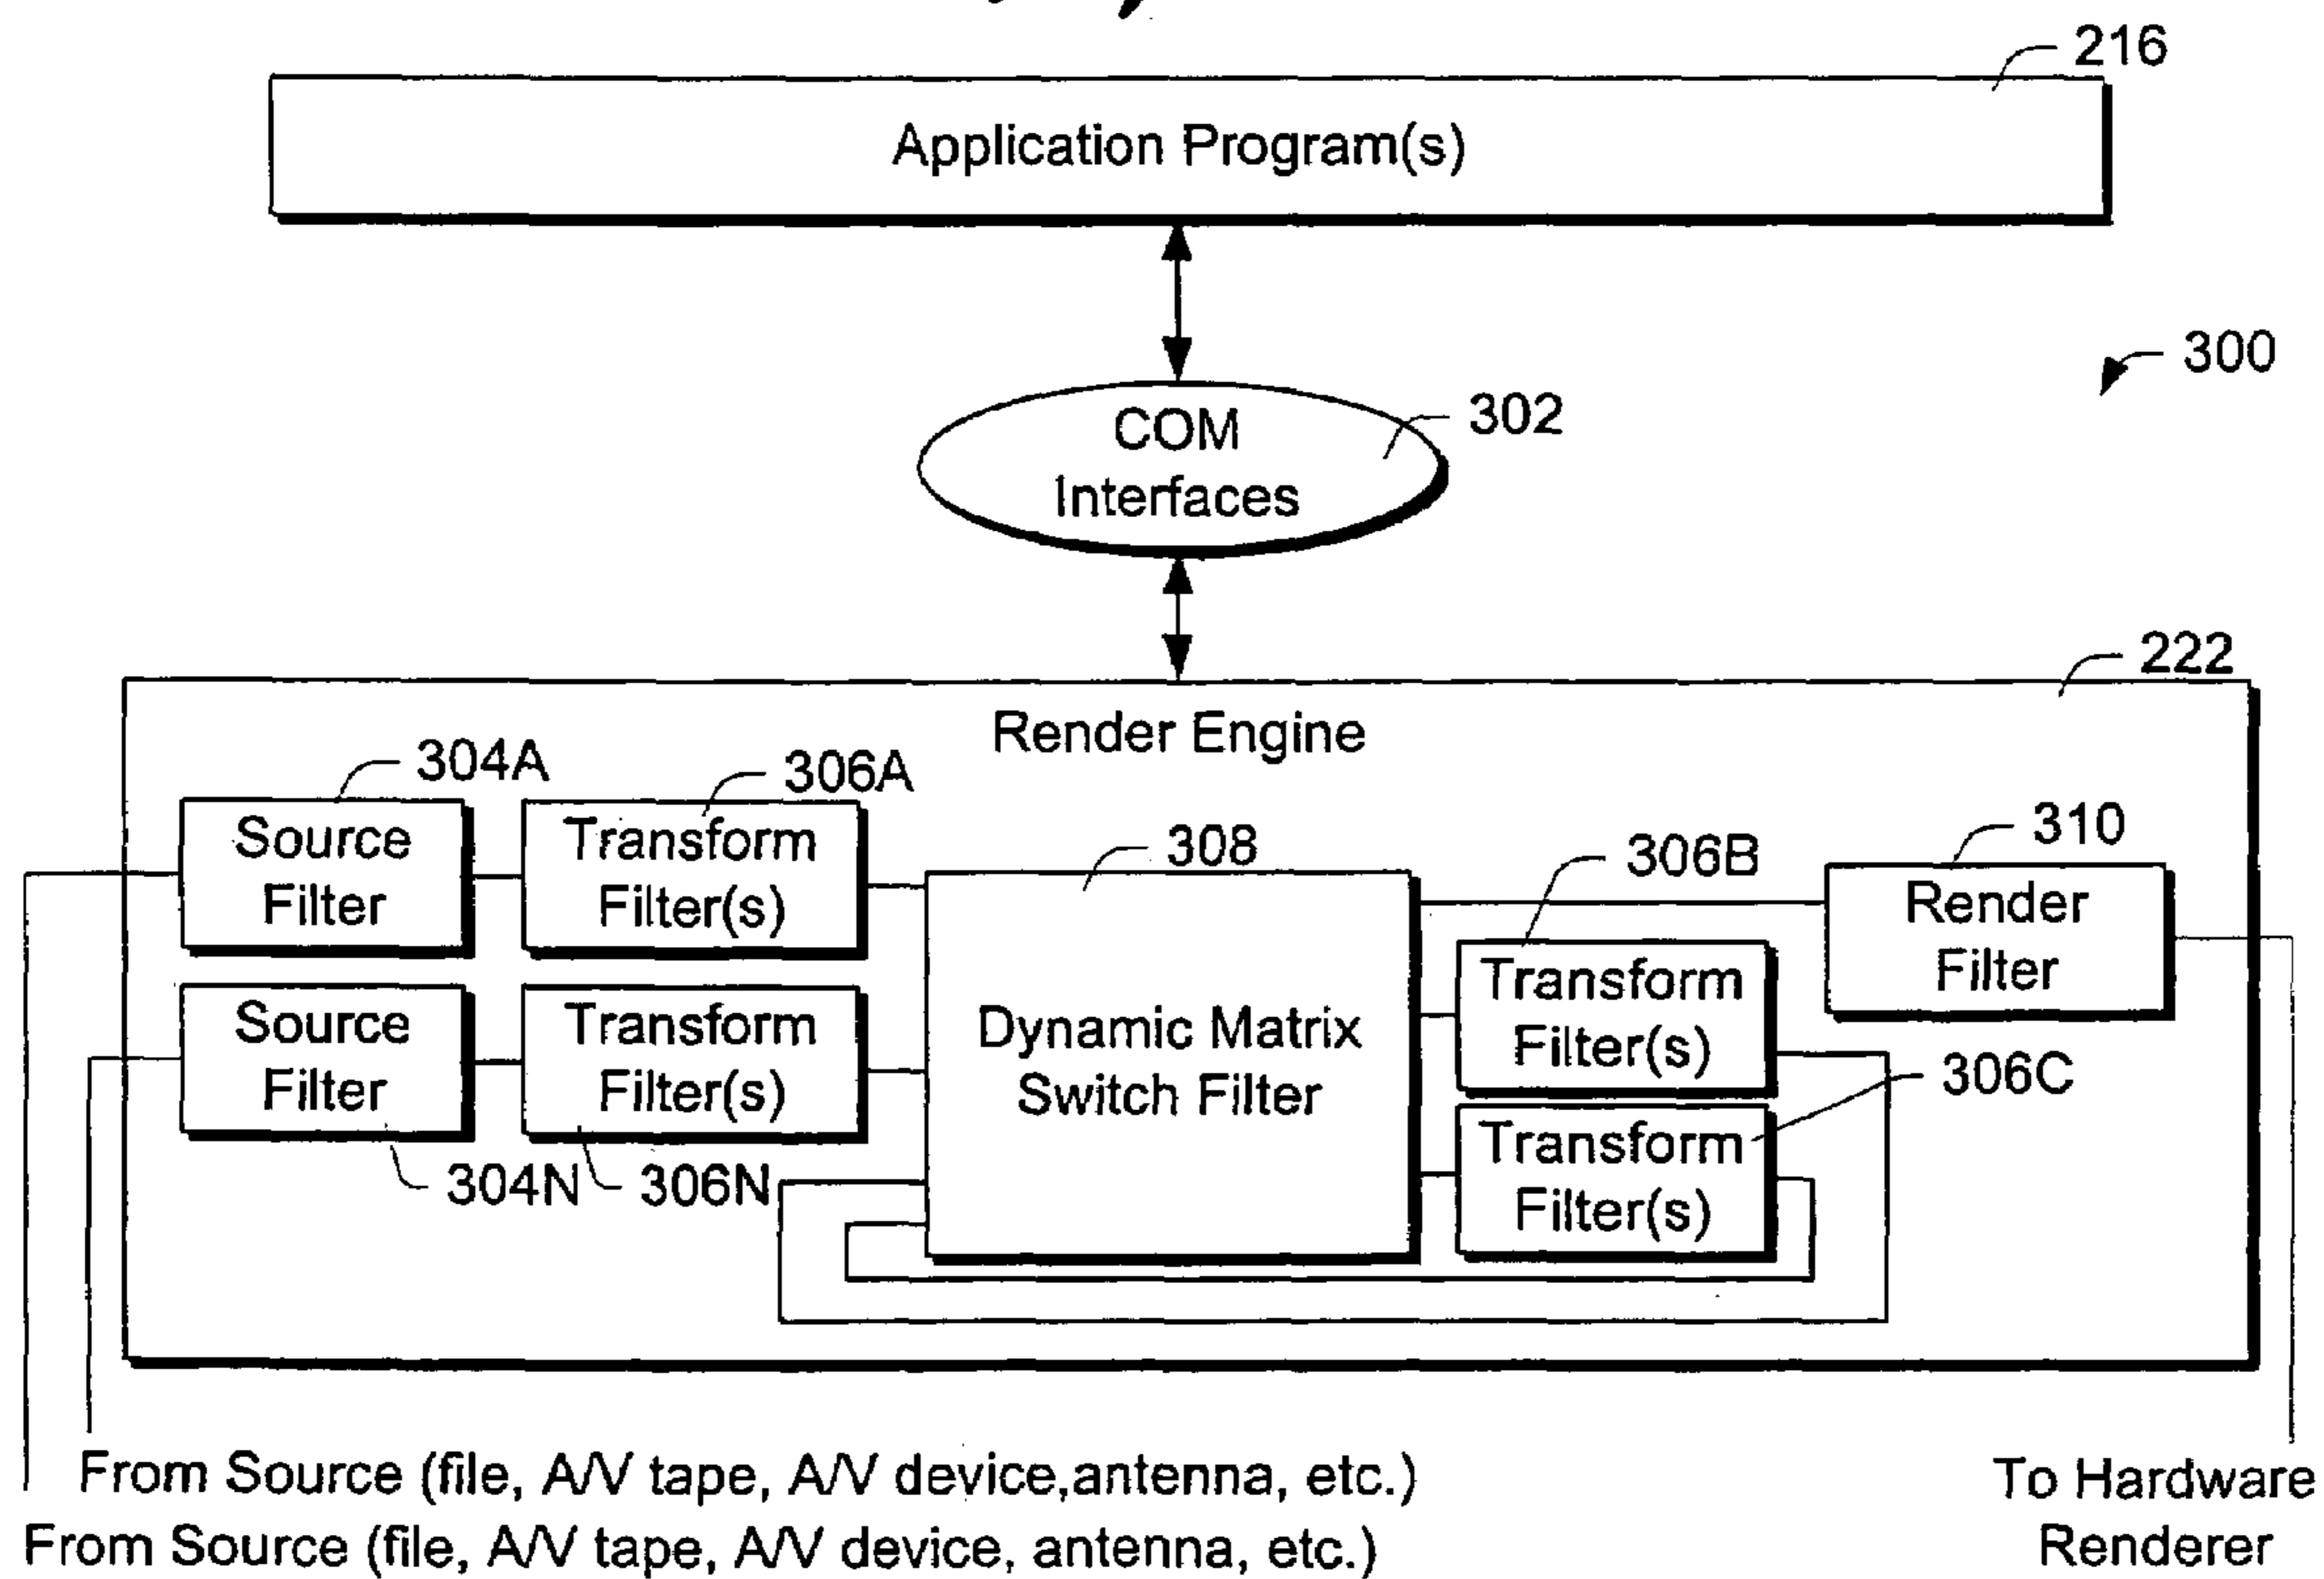 216
Application Program(s)
300
COM
Interfaces
302
222
Render Engine
304A
306A
Source
Filter
Transform
Filter(s)
308
306B
310
Render
Filter
Source
Filter
Transform
Filter(s)
Dynamic Matrix
Switch Filter
Transform
Filter(s)
306C
Transform
Filter(s)
304N
306N
From Source (file, A/V tape, A/V device,antenna, etc.)
From Source (file, A/V tape, A/V device, antenna, etc.)
To Hardware
Renderer